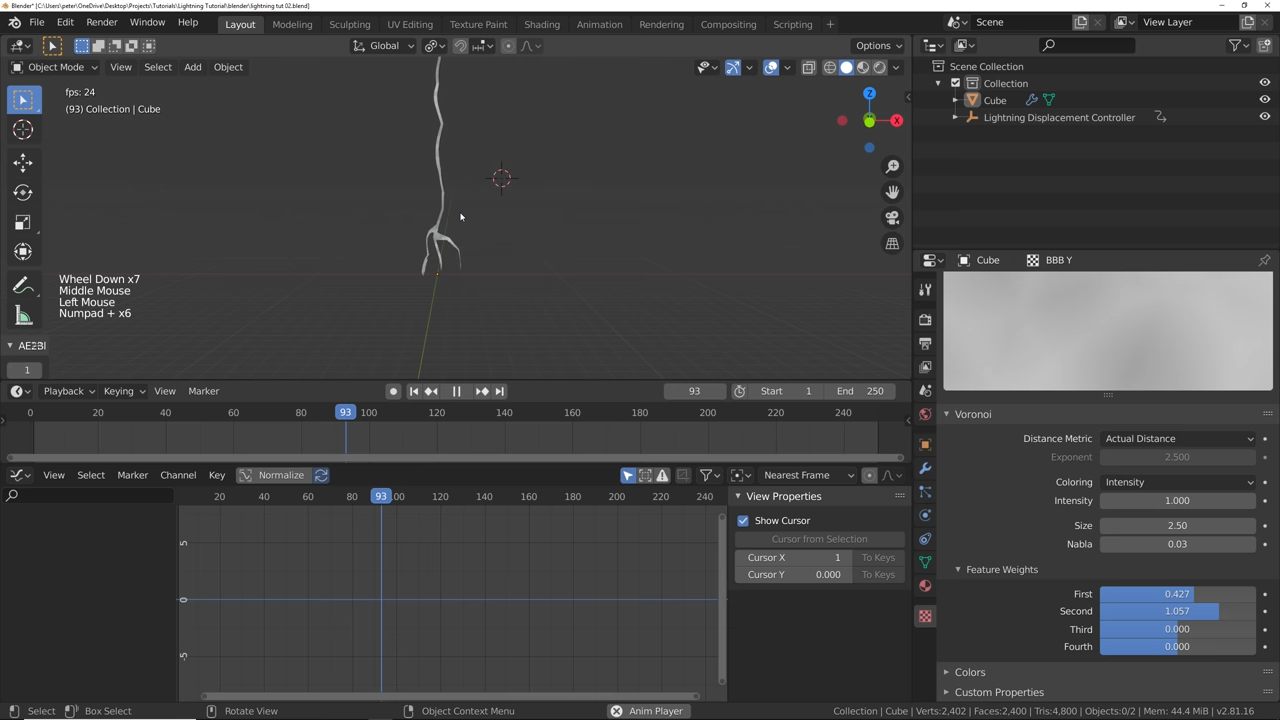 Blender* [C:\Users\peter\OneDrive\Desktop\Projects\Tutorials\Lightning Tutorial\blender\lightning tut 02.blend]
File Edit Render Window Help
Layout Modeling Sculpting UV Editing Texture Paint Shading Animation Rendering Compositing Scripting +
Scene View Layer
Global Options
Object Mode View Select Add Object
fps: 24
(93) Collection | Cube
Z
X
Scene Collection
Collection
Cube
Lightning Displacement Controller
Wheel Down x7
Middle Mouse
Left Mouse
Numpad + x6
AE2Bl
1
Cube BBB Y
Playback Keying View Marker 93 Start 1 End 250
0 20 40 60 80 93 100 120 140 160 180 200 220 240
View Select Marker Channel Key Normalize Nearest Frame
20 40 60 80 93 100 120 140 160 180 200 220 240
5
0
-5
View Properties
Show Cursor
Cursor from Selection
Cursor X 1 To Keys
Cursor Y 0.000 To Keys
Voronoi
Distance Metric Actual Distance
Exponent 2.500
Coloring Intensity
Intensity 1.000
Size 2.50
Nabla 0.03
Feature Weights
First 0.427
Second 1.057
Third 0.000
Fourth 0.000
Colors
Custom Properties
Select Box Select Rotate View Object Context Menu Anim Player Collection | Cube | Verts:2,402 | Faces:2,400 | Tris:4,800 | Objects:0/2 | Mem: 44.4 MiB | v2.81.16